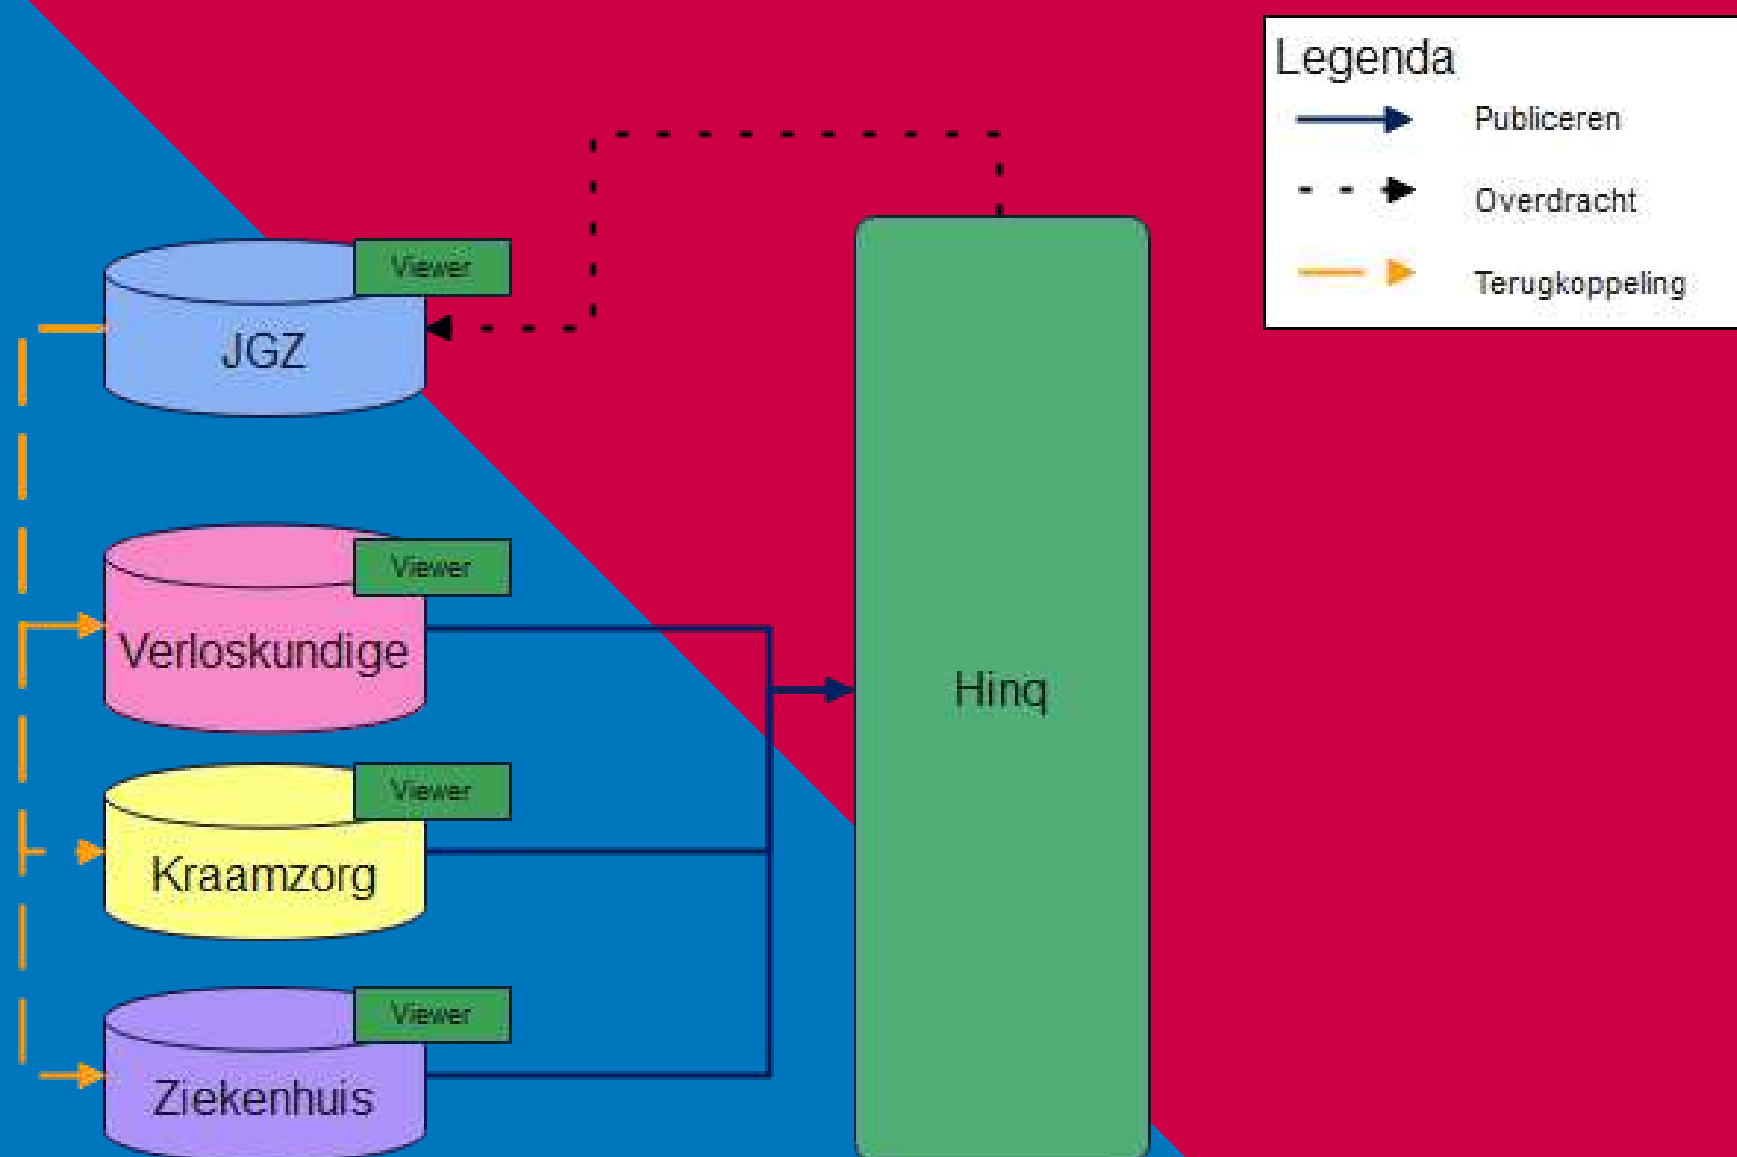 Legenda
Publiceren
Overdracht
Terugkoppeling
Viewer
JGZ
Viewer
Verloskundige
Hinq
Viewer
Kraamzorg
Viewer
Ziekenhuis